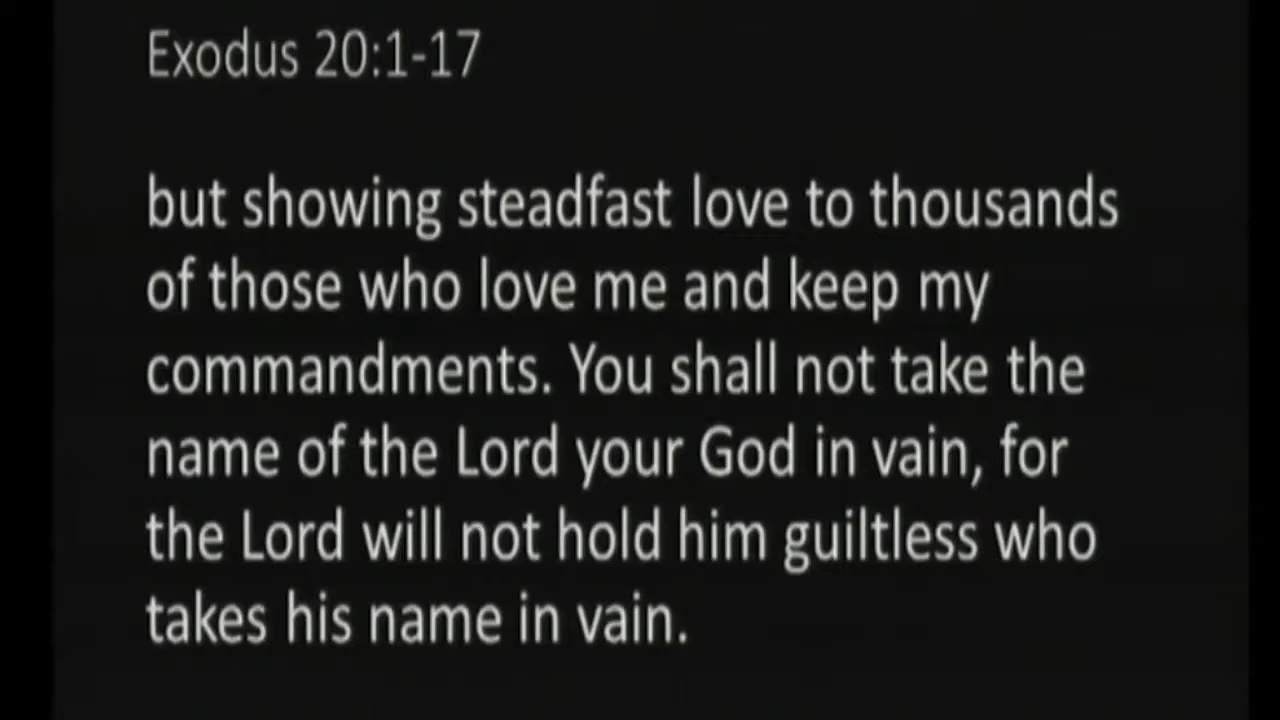 Exodus 20:1-17
but showing steadfast love to thousands
of those who love me and keep my
commandments. You shall not take the
name of the Lord your God in vain, for
the Lord will not hold him guiltless who
takes his name in vain.